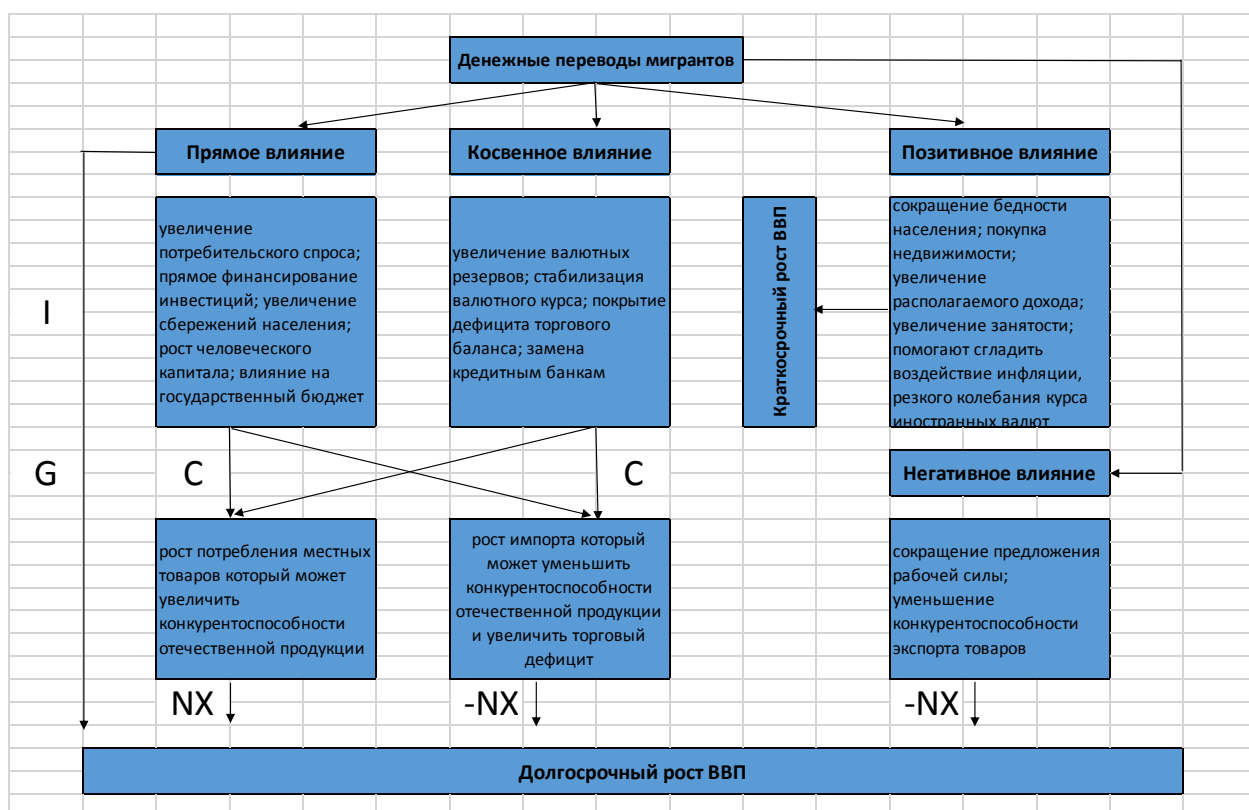 Денежные переводы мигрантов
Прямое влияние
Косвенное влияние
Позитивное влияние
увеличение
потребительского спроса;
прямое финансирование
инвестиций; увеличение
сбережений населения;
рост человеческого
капитала; влияние на
государственный бюджет
увеличение валютных
резервов; стабилизация
валютного курса; покрытие
дефицита торгового
баланса; замена
кредитным банкам
Краткосрочный рост ВВП
сокращение бедности
населения; покупка
недвижимости;
увеличение
располагаемого дохода;
увеличение занятости;
помогают сгладить
воздействие инфляции,
резкого колебания курса
иностранных валют
I
G
C
C
Негативное влияние
рост потребления местных
товаров который может
увеличить
конкурентоспособности
отечественной продукции
рост импорта который
может уменьшить
конкурентоспособности
отечественной продукции
и увеличить торговый
дефицит
сокращение предложения
рабочей силы;
уменьшение
конкурентоспособности
экспорта товаров
NX
-NX
-NX
Долгосрочный рост ВВП